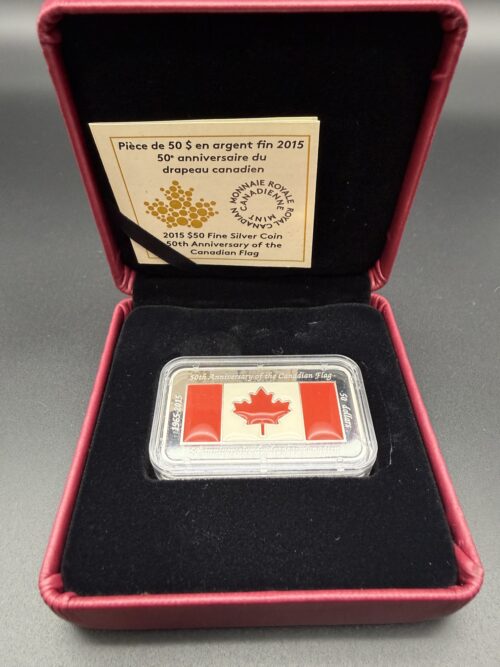 Pièce de 50 $ en argent fin 2015
50e anniversaire du
drapeau canadien
MONNAIE ROYALE CANADIENNE
ROYAL CANADIAN MINT
2015 $50 Fine Silver Coin
50th Anniversary of the
Canadian Flag
50th Anniversary of the Canadian Flag
1965-2015
50 dollars